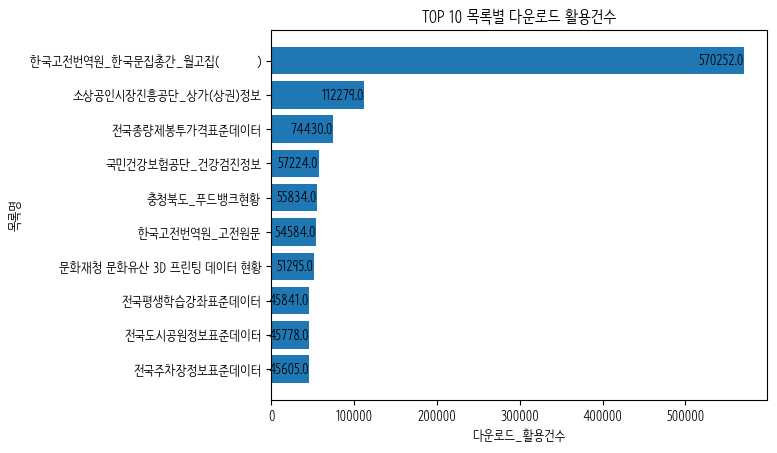 TOP 10 목록별 다운로드 활용건수
목록명
한국고전번역원_한국문집총간_월고집( )
570252.0
소상공인시장진흥공단_상가(상권)정보
112279.0
전국종량제봉투가격표준데이터
74430.0
국민건강보험공단_건강검진정보
57224.0
충청북도_푸드뱅크현황
55834.0
한국고전번역원_고전원문
54584.0
문화재청 문화유산 3D 프린팅 데이터 현황
51295.0
전국평생학습강좌표준데이터
45841.0
전국도시공원정보표준데이터
45778.0
전국주차장정보표준데이터
45605.0
0 100000 200000 300000 400000 500000
다운로드_활용건수